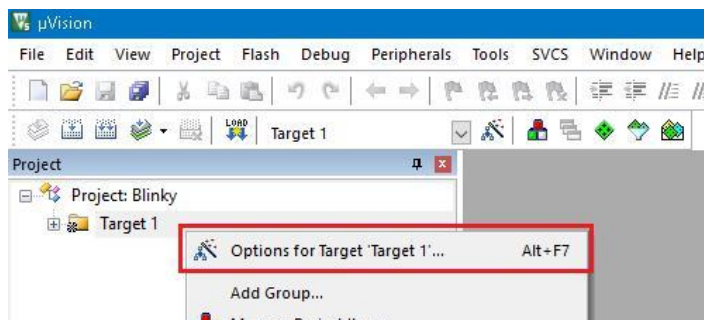 µVision
File Edit View Project Flash Debug Peripherals Tools SVCS Window Help
LOAD Target 1
Project
Project: Blinky
Target 1
Options for Target 'Target 1'... Alt+F7
Add Group...